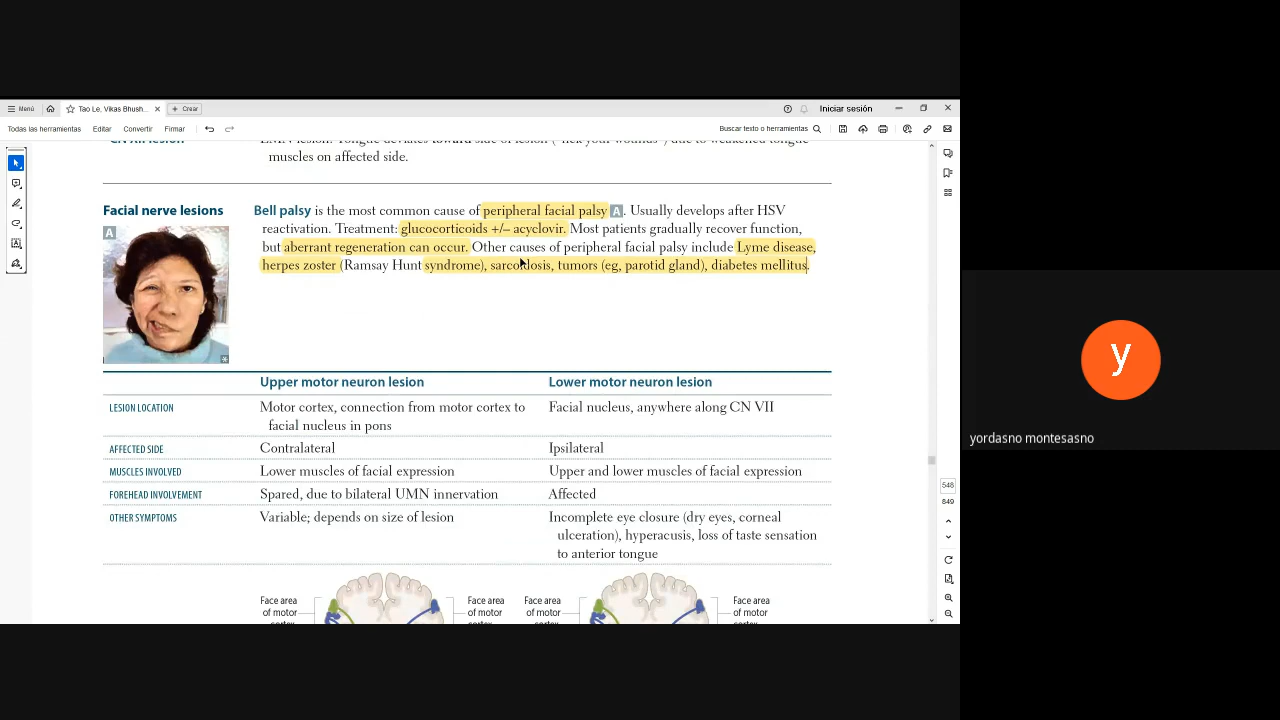 Menú
Tao Le, Vikas Bhush...
Crear
Iniciar sesión
Todas las herramientas Editar Convertir Firmar
Buscar texto o herramientas
muscles on affected side.
Facial nerve lesions
A
Bell palsy is the most common cause of peripheral facial palsy A. Usually develops after HSV
reactivation. Treatment: glucocorticoids +/– acyclovir. Most patients gradually recover function,
but aberrant regeneration can occur. Other causes of peripheral facial palsy include Lyme disease,
herpes zoster (Ramsay Hunt syndrome), sarcoidosis, tumors (eg, parotid gland), diabetes mellitus.
Upper motor neuron lesion Lower motor neuron lesion
LESION LOCATION Motor cortex, connection from motor cortex to Facial nucleus, anywhere along CN VII
facial nucleus in pons
AFFECTED SIDE Contralateral Ipsilateral
MUSCLES INVOLVED Lower muscles of facial expression Upper and lower muscles of facial expression
FOREHEAD INVOLVEMENT Spared, due to bilateral UMN innervation Affected
OTHER SYMPTOMS Variable; depends on size of lesion Incomplete eye closure (dry eyes, corneal
ulceration), hyperacusis, loss of taste sensation
to anterior tongue
Face area Face area Face area Face area
of motor of motor of motor of motor
548
849
y
yordasno montesasno